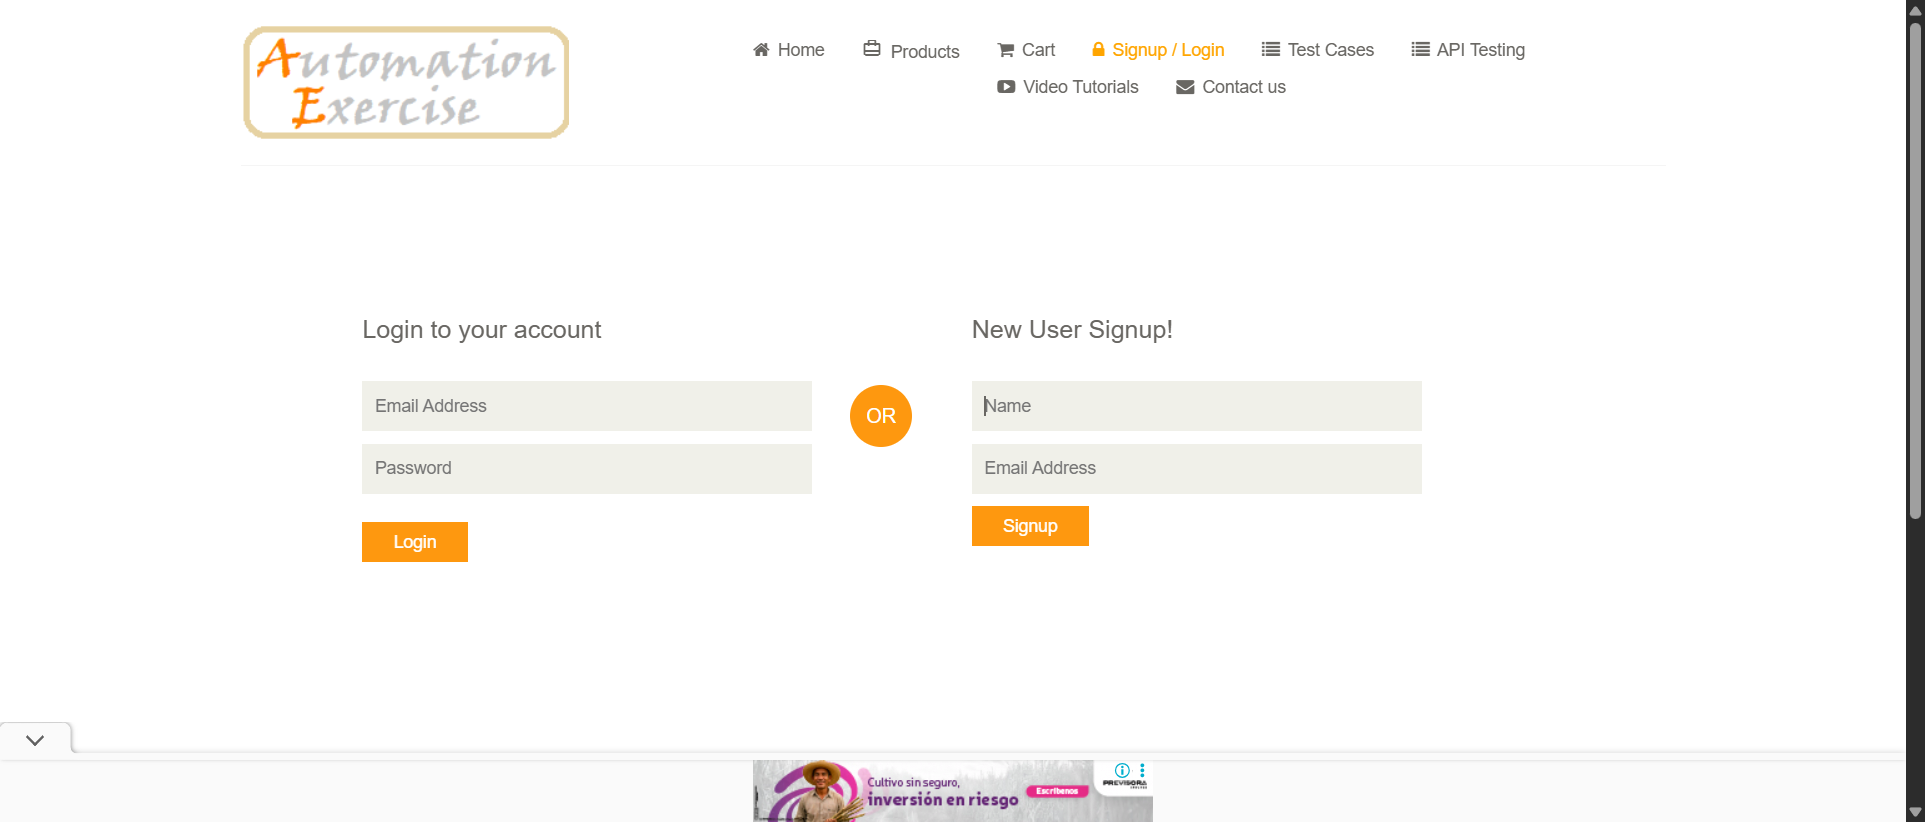 Automation
Exercise
Home
Products
Cart
Signup / Login
Test Cases
API Testing
Video Tutorials
Contact us
Login to your account
New User Signup!
Email Address
OR
Name
Password
Email Address
Login
Signup
Cultivo sin seguro,
inversión en riesgo
Escríbenos
PREVISORA